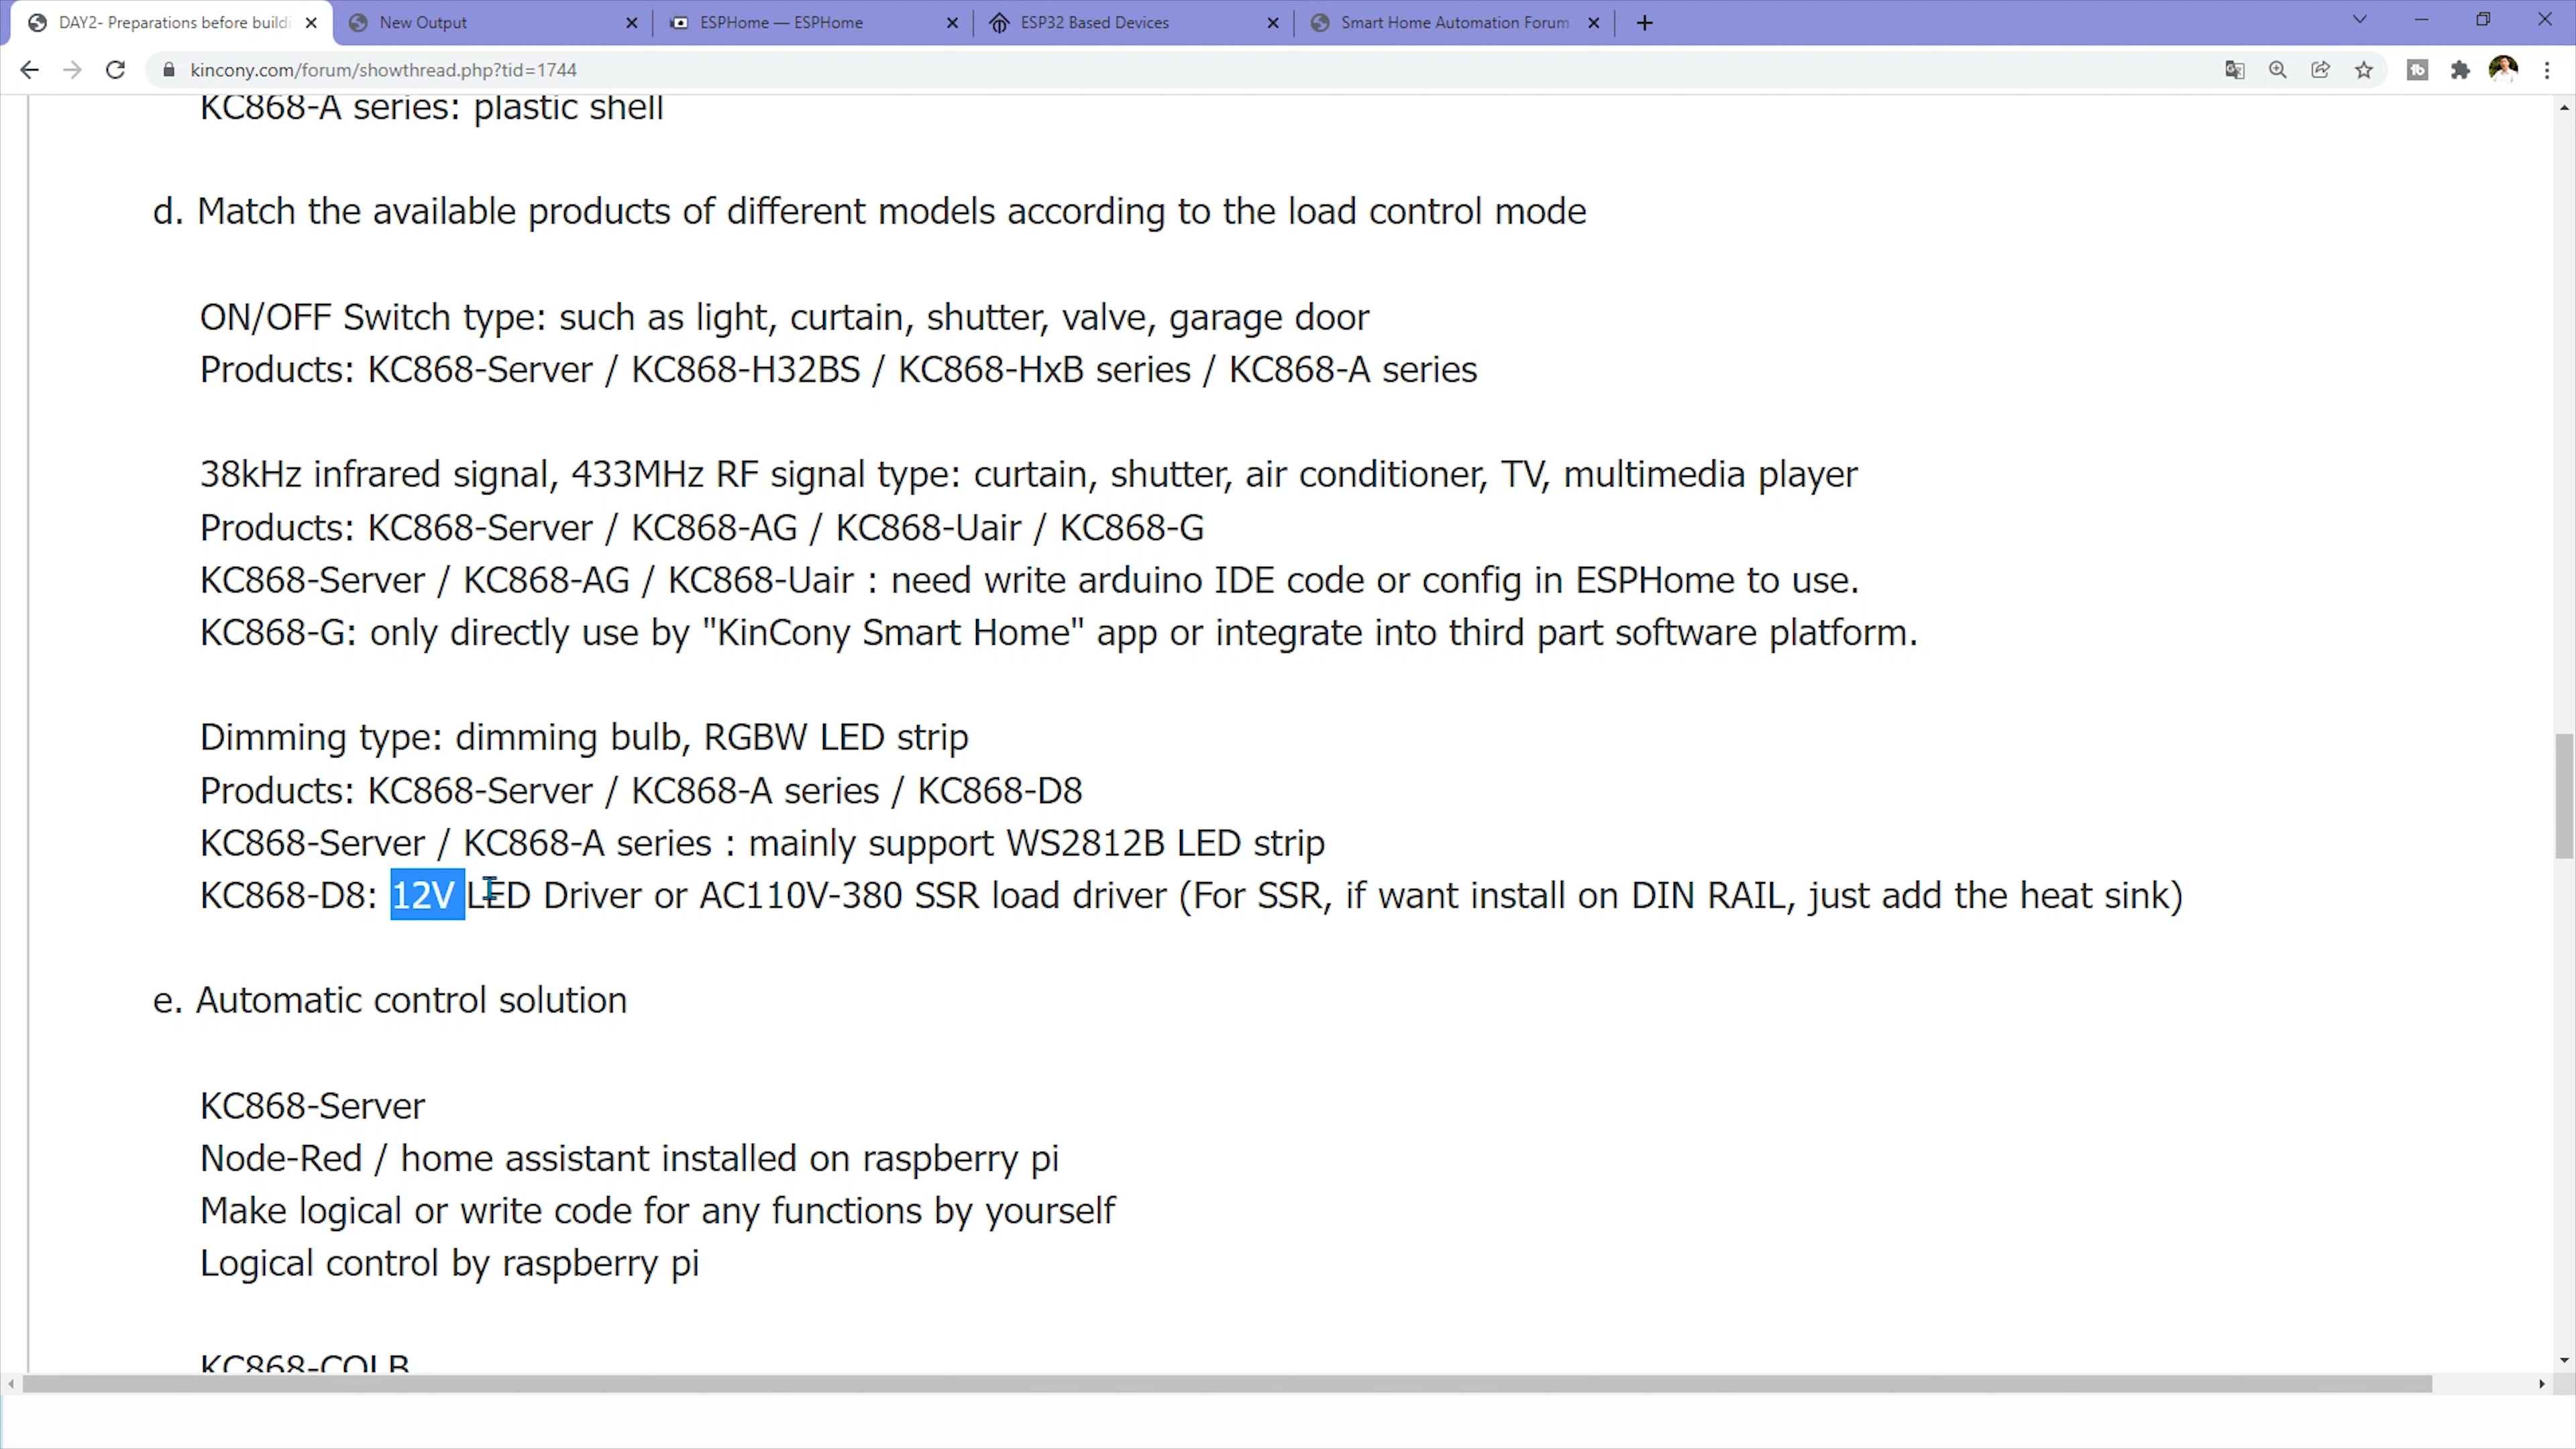 DAY2- Preparations before buildi
New Output
ESPHome — ESPHome
ESP32 Based Devices
Smart Home Automation Forum
kincony.com/forum/showthread.php?tid=1744
KC868-A series: plastic shell
d. Match the available products of different models according to the load control mode
ON/OFF Switch type: such as light, curtain, shutter, valve, garage door
Products: KC868-Server / KC868-H32BS / KC868-HxB series / KC868-A series
38kHz infrared signal, 433MHz RF signal type: curtain, shutter, air conditioner, TV, multimedia player
Products: KC868-Server / KC868-AG / KC868-Uair / KC868-G
KC868-Server / KC868-AG / KC868-Uair : need write arduino IDE code or config in ESPHome to use.
KC868-G: only directly use by "KinCony Smart Home" app or integrate into third part software platform.
Dimming type: dimming bulb, RGBW LED strip
Products: KC868-Server / KC868-A series / KC868-D8
KC868-Server / KC868-A series : mainly support WS2812B LED strip
KC868-D8: 12V LED Driver or AC110V-380 SSR load driver (For SSR, if want install on DIN RAIL, just add the heat sink)
e. Automatic control solution
KC868-Server
Node-Red / home assistant installed on raspberry pi
Make logical or write code for any functions by yourself
Logical control by raspberry pi
KC868-COLB